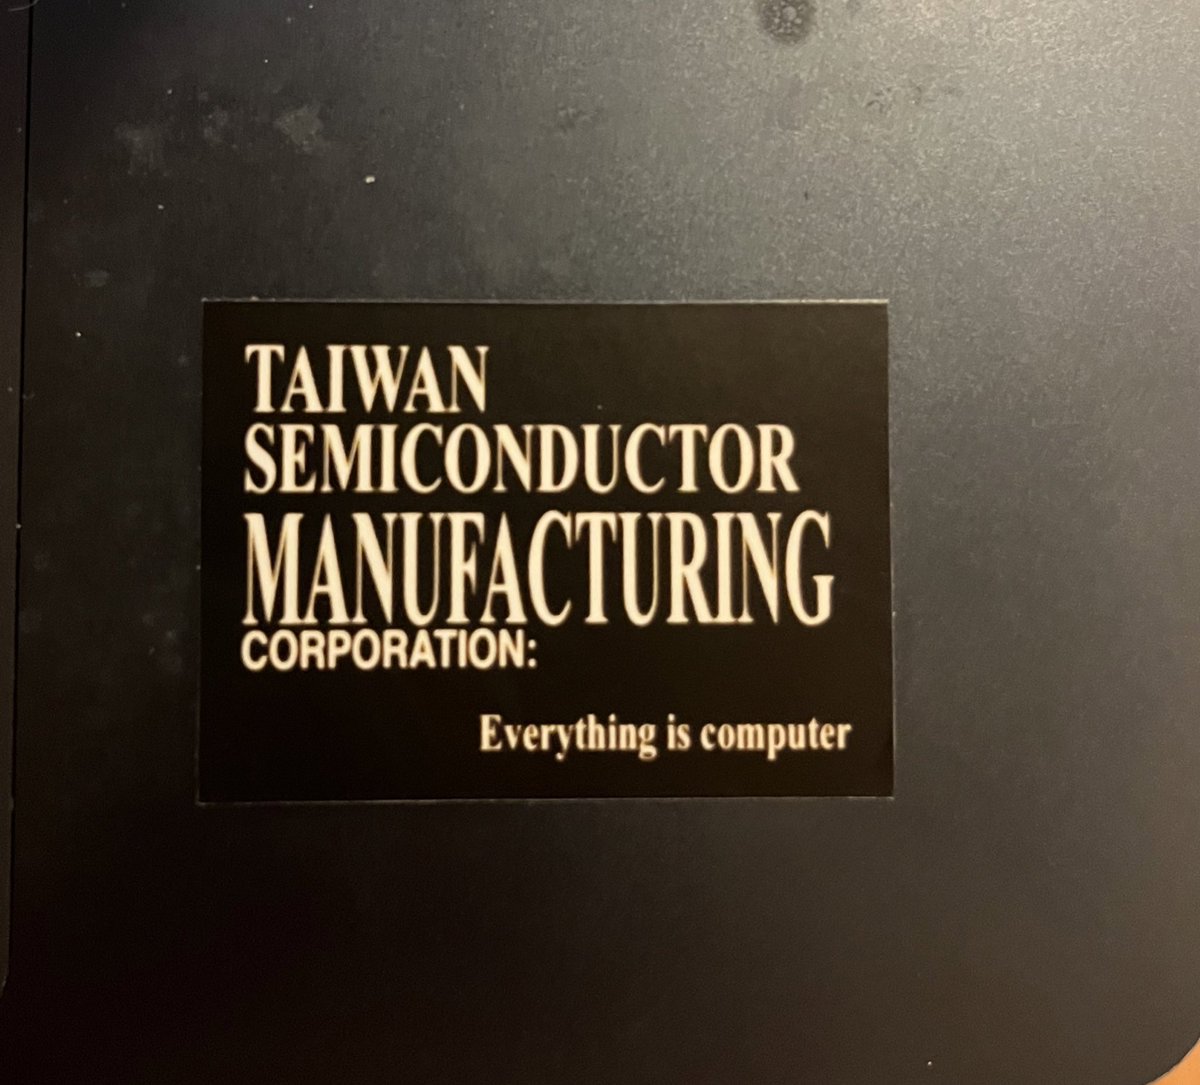 TAIWAN
SEMICONDUCTOR
MANUFACTURING
CORPORATION:
Everything is computer